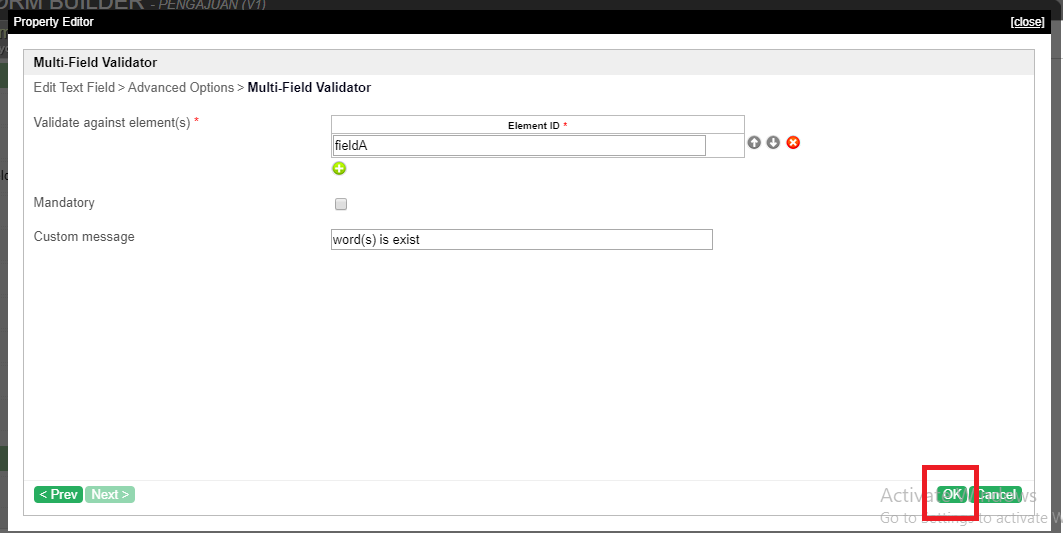 ORM BUILDER - PENGAJUAN (V1)
Property Editor [close]
Multi-Field Validator
Edit Text Field > Advanced Options > Multi-Field Validator
Validate against element(s) *
Element ID *
fieldA
Mandatory
Custom message
word(s) is exist
< Prev Next >
OK Cancel
Activate Windows
Go to Settings to activate W